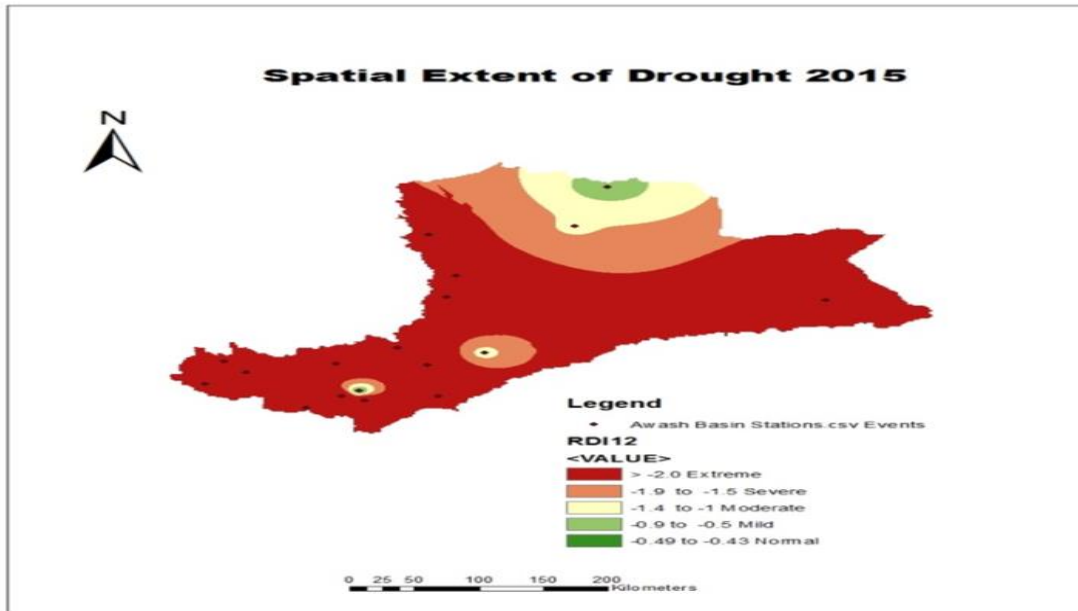 Spatial Extent of Drought 2015
N
Legend
Awash Basin Stations.csv Events
RDI12
<VALUE>
> -2.0 Extreme
-1.9 to -1.5 Severe
-1.4 to -1 Moderate
-0.9 to -0.5 Mild
-0.49 to -0.43 Normal
0 25 50 100 150 200
Kilometers